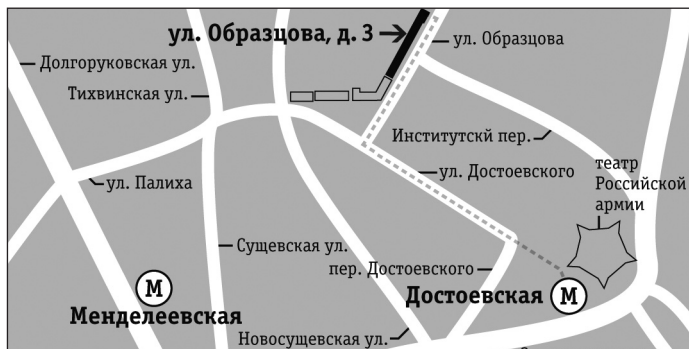 ул. Образцова, д. 3
ул. Образцова
Долгоруковская ул.
Тихвинская ул.
Институтскй пер.
ул. Достоевского
театр
Российской
армии
ул. Палиха
Сущевская ул.
пер. Достоевского
М
Менделеевская
Достоевская
М
Новосущевская ул.